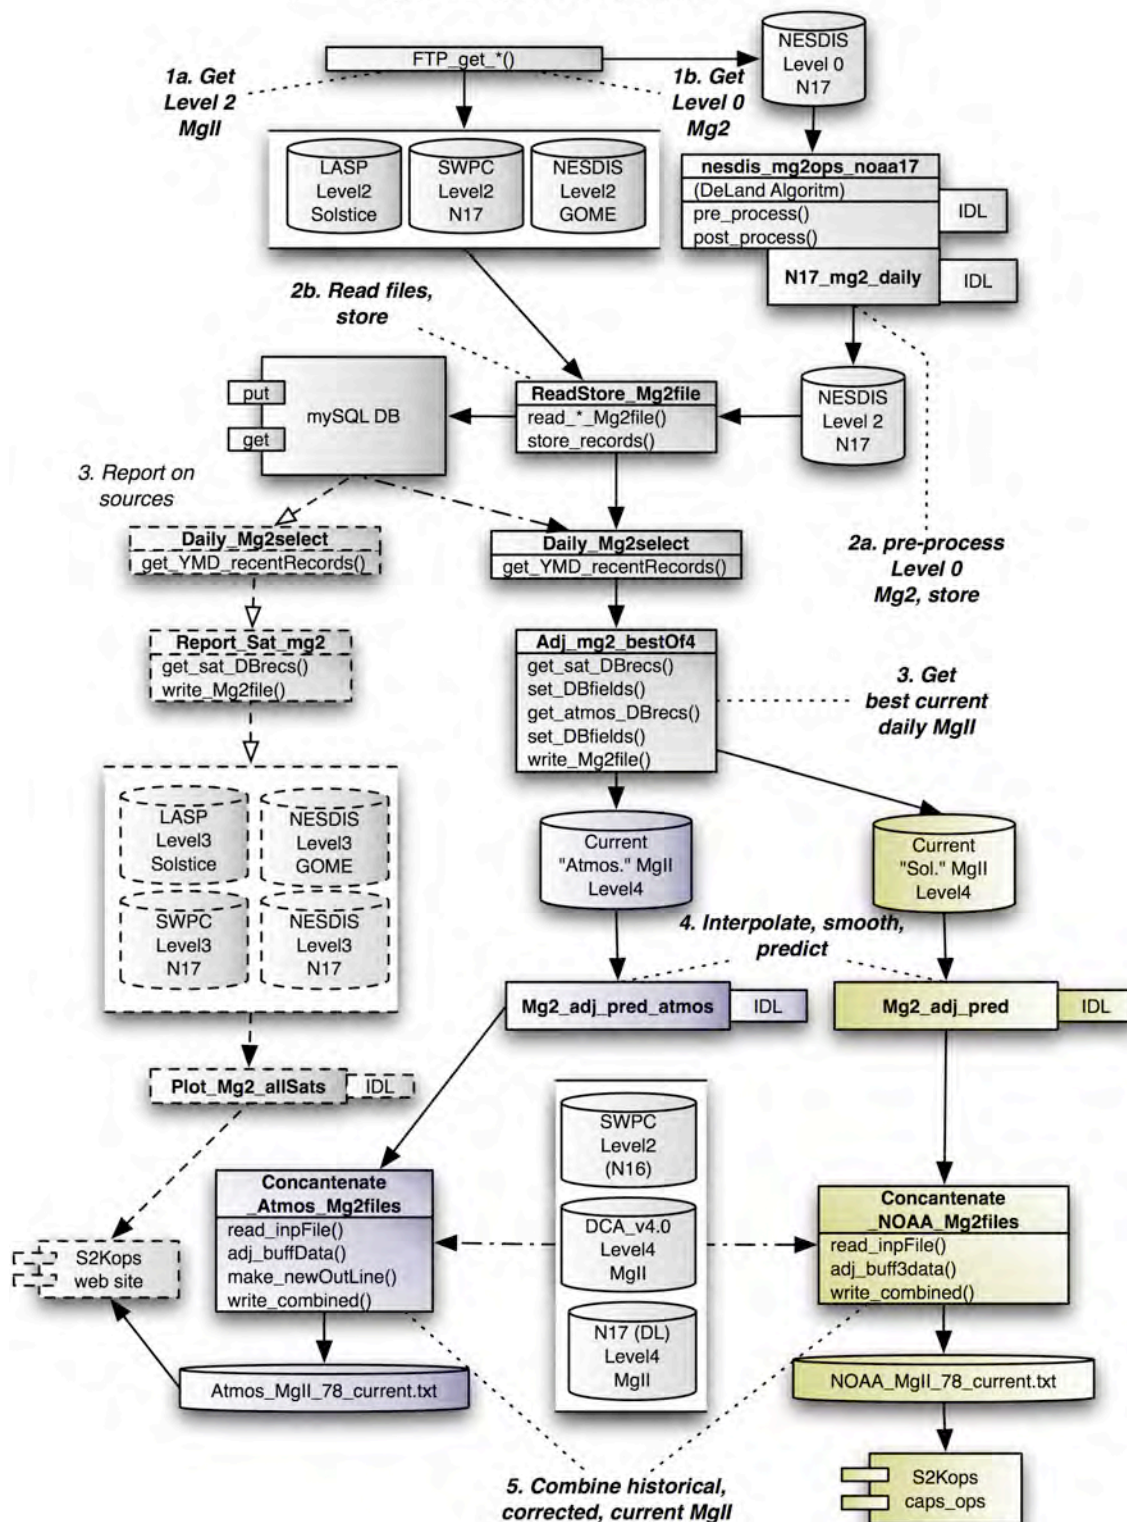 FTP_get_*()
1a. Get
Level 2
MgII
1b. Get
Level 0
Mg2
NESDIS
Level 0
N17
LASP
Level2
Solstice
SWPC
Level2
N17
NESDIS
Level2
GOME
nesdis_mg2ops_noaa17
(DeLand Algoritm)
pre_process()
post_process()
IDL
N17_mg2_daily
IDL
2b. Read files,
store
put
get
mySQL DB
ReadStore_Mg2file
read_*_Mg2file()
store_records()
NESDIS
Level 2
N17
3. Report on
sources
Daily_Mg2select
get_YMD_recentRecords()
Daily_Mg2select
get_YMD_recentRecords()
2a. pre-process
Level 0
Mg2, store
Report_Sat_mg2
get_sat_DBrecs()
write_Mg2file()
Adj_mg2_bestOf4
get_sat_DBrecs()
set_DBfields()
get_atmos_DBrecs()
set_DBfields()
write_Mg2file()
3. Get
best current
daily MgII
LASP
Level3
Solstice
NESDIS
Level3
GOME
SWPC
Level3
N17
NESDIS
Level3
N17
Current
"Atmos." MgII
Level4
Current
"Sol." MgII
Level4
4. Interpolate, smooth,
predict
Mg2_adj_pred_atmos
IDL
Mg2_adj_pred
IDL
Plot_Mg2_allSats
IDL
SWPC
Level2
(N16)
DCA_v4.0
Level4
MgII
N17 (DL)
Level4
MgII
Concantenate
_Atmos_Mg2files
read_inpFile()
adj_buffData()
make_newOutLine()
write_combined()
Concantenate
_NOAA_Mg2files
read_inpFile()
adj_buff3data()
write_combined()
S2Kops
web site
Atmos_MgII_78_current.txt
NOAA_MgII_78_current.txt
5. Combine historical,
corrected, current MgII
S2Kops
caps_ops